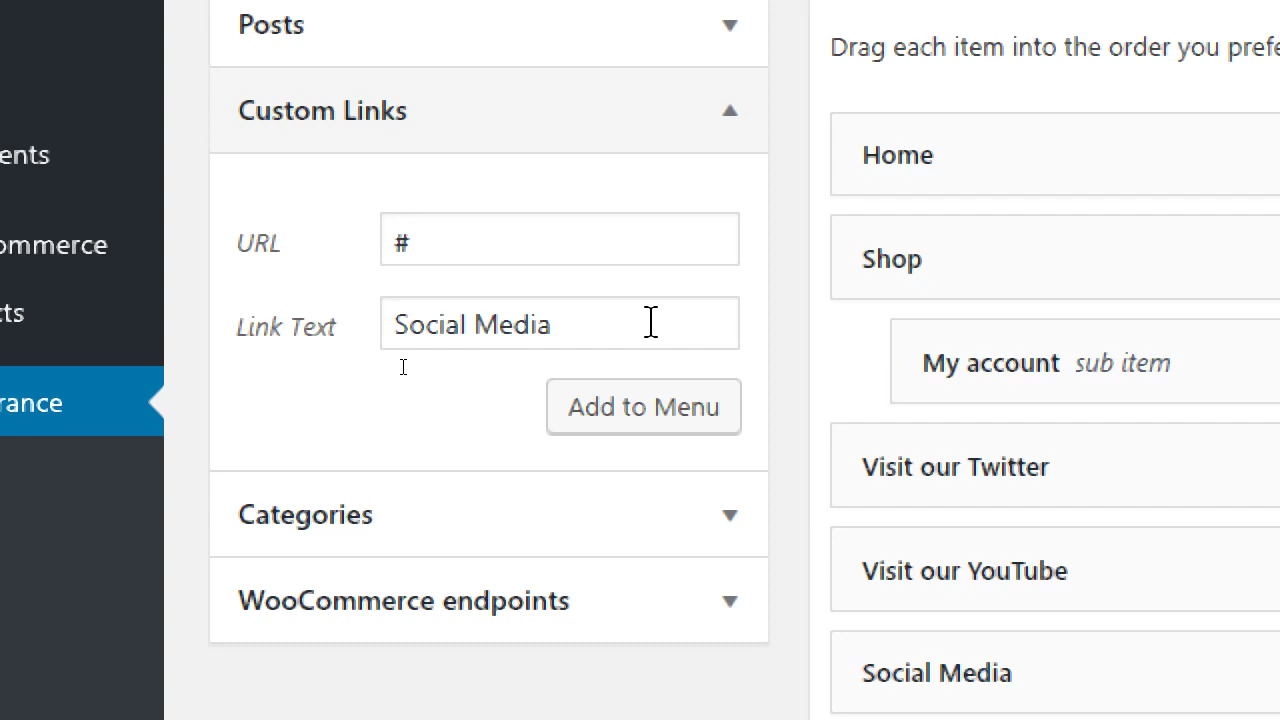 Posts
Custom Links
URL
#
Link Text
Social Media
Add to Menu
Categories
WooCommerce endpoints
ents
ommerce
cts
rance
Drag each item into the order you prefe
Home
Shop
My account sub item
Visit our Twitter
Visit our YouTube
Social Media